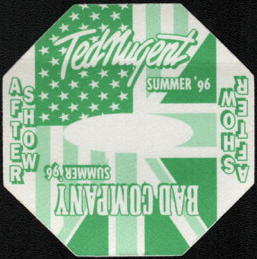 Ted Nugent
SUMMER '96
AFTER
SHOW
AFTER
SHOW
BAD COMPANY
SUMMER '96